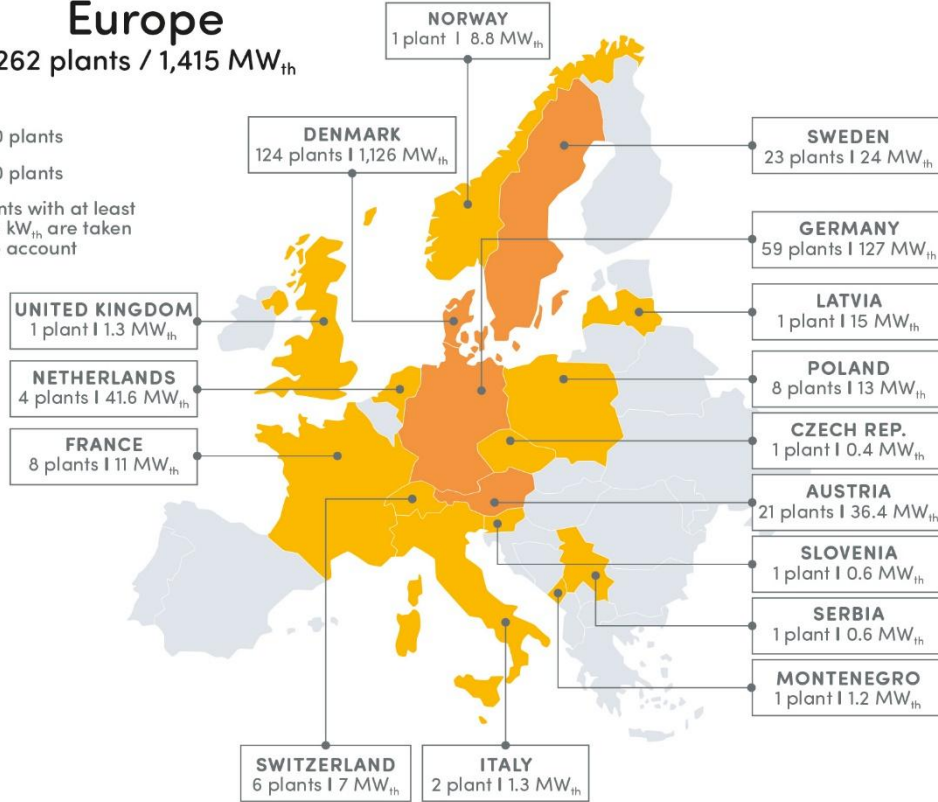 Europe
262 plants / 1,415 MWth
0 plants
0 plants
nts with at least
kWth are taken
account
NORWAY
1 plant | 8.8 MWth
DENMARK
124 plants | 1,126 MWth
SWEDEN
23 plants | 24 MWth
GERMANY
59 plants | 127 MWth
UNITED KINGDOM
1 plant | 1.3 MWth
LATVIA
1 plant | 15 MWth
NETHERLANDS
4 plants | 41.6 MWth
POLAND
8 plants | 13 MWth
FRANCE
8 plants | 11 MWth
CZECH REP.
1 plant | 0.4 MWth
AUSTRIA
21 plants | 36.4 MWth
SLOVENIA
1 plant | 0.6 MWth
SERBIA
1 plant | 0.6 MWth
MONTENEGRO
1 plant | 1.2 MWth
SWITZERLAND
6 plants | 7 MWth
ITALY
2 plant | 1.3 MWth